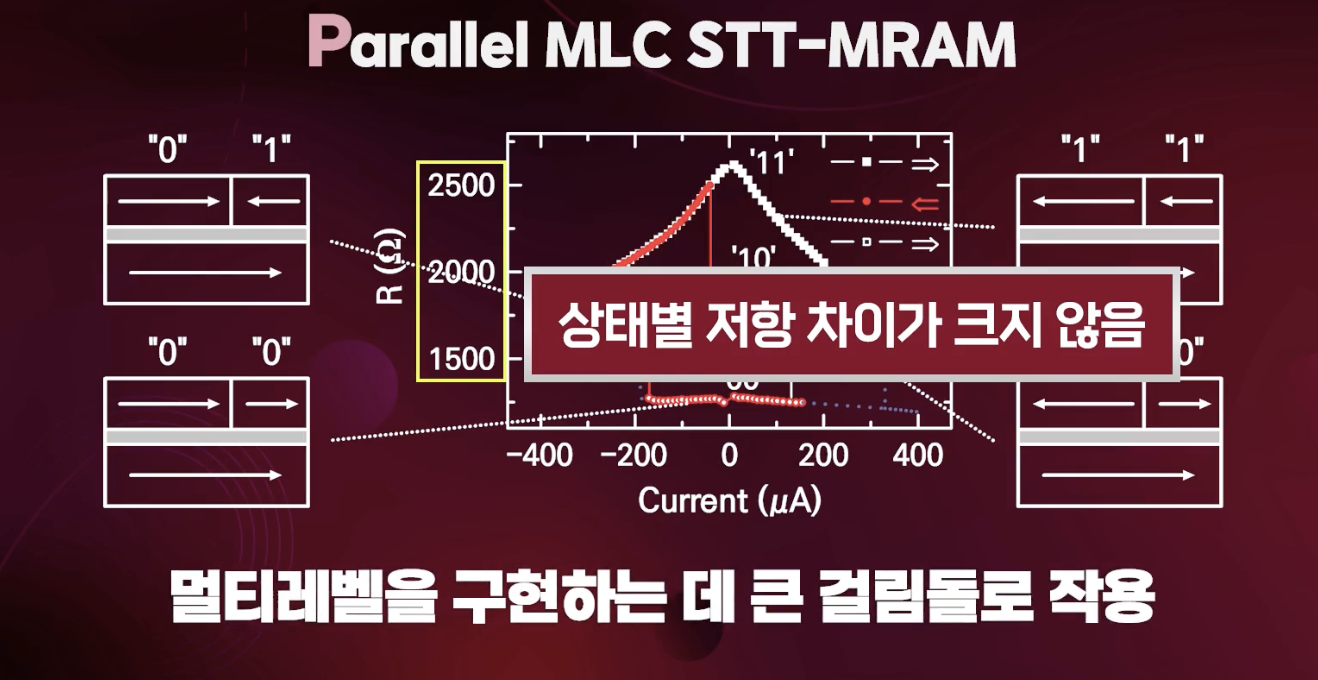 Parallel MLC STT-MRAM
"0" "1"
"0" "0"
R (Ω)
2500
2000
1500
'11'
'10'
−400 −200 0 200 400
Current (μA)
"1" "1"
0"
상태별 저항 차이가 크지 않음
멀티레벨을 구현하는 데 큰 걸림돌로 작용